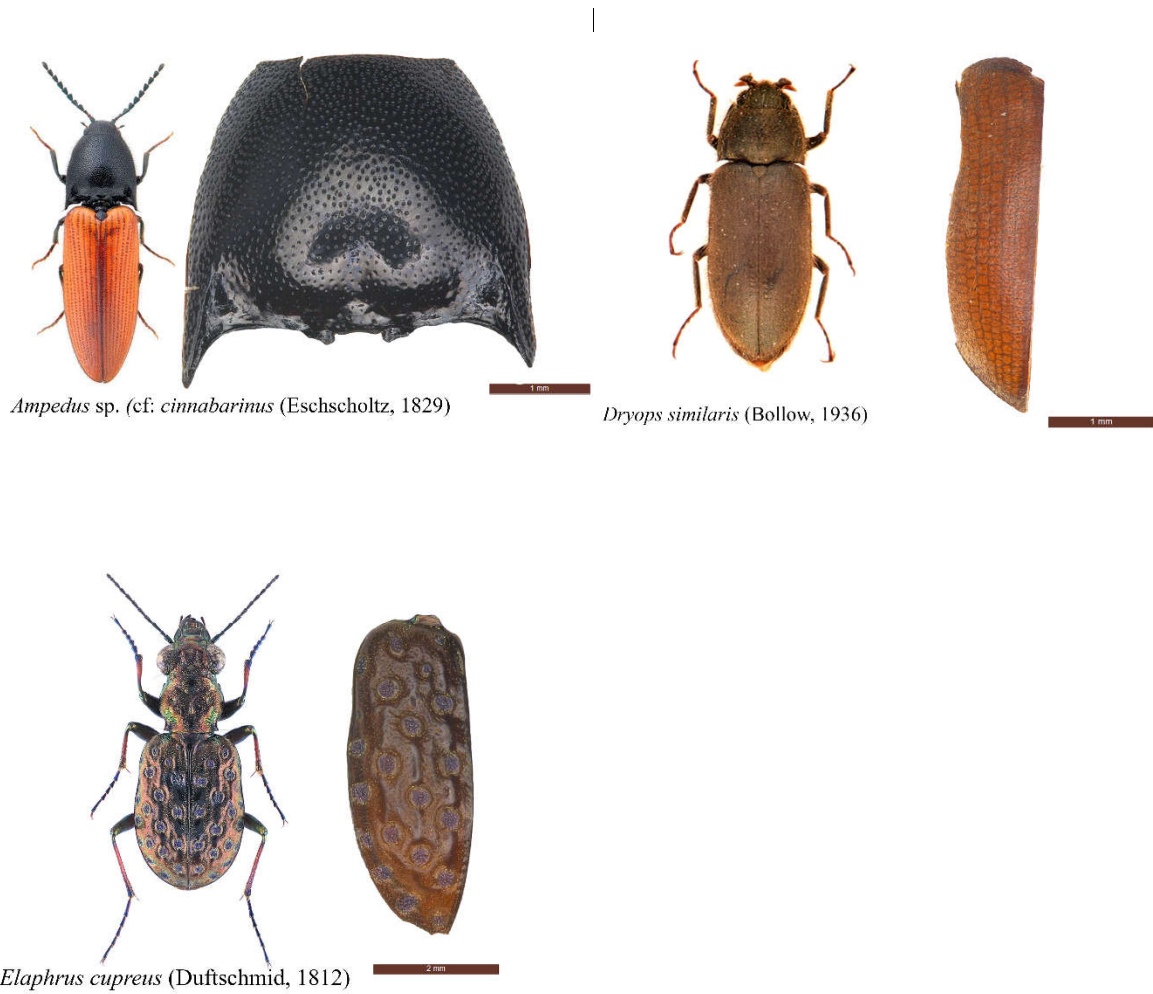 1 mm
Ampedus sp. (cf: cinnabarinus (Eschscholtz, 1829)
1 mm
Dryops similaris (Bollow, 1936)
2 mm
Elaphrus cupreus (Duftschmid, 1812)